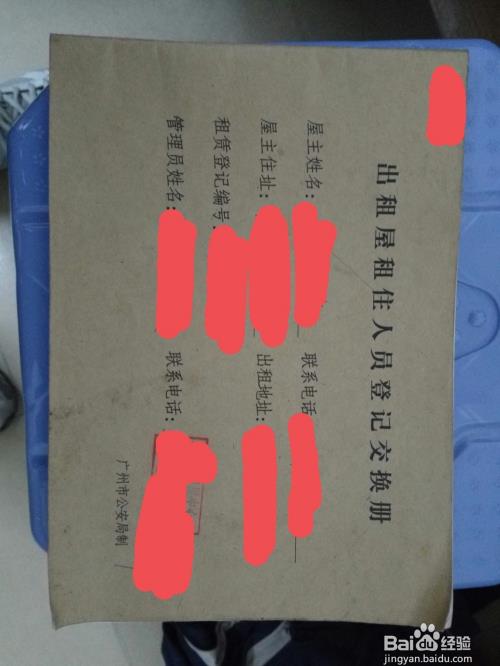 出租屋租住人员登记交换册
屋主姓名： 联系电话
屋主住址： 出租地址：
租赁登记编号：
管理员姓名： 联系电话：
广州市公安局制
Baidu 经验
jingyan.baidu.com